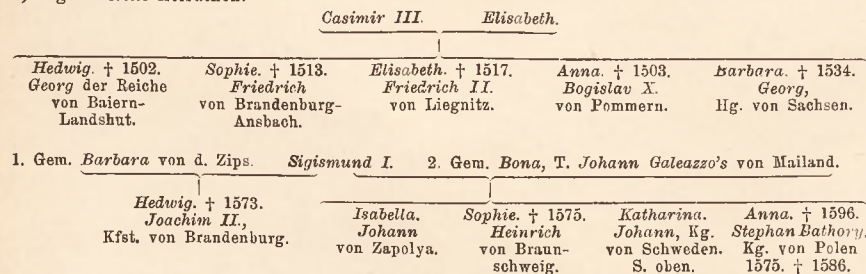 Heirathen.
Casimir III. Elisabeth.
Hedwig. † 1502. Sophie. † 1513. Elisabeth. † 1517. Anna. † 1503. Barbara. † 1534.
Georg der Reiche Friedrich Friedrich II. Bogislav X. Georg,
von Baiern- von Brandenburg- von Liegnitz. von Pommern. Hg. von Sachsen.
Landshut. Ansbach.
1. Gem. Barbara von d. Zips. Sigismund I. 2. Gem. Bona, T. Johann Galeazzo's von Mailand.
Hedwig. † 1573.
Joachim II.,
Kfst. von Brandenburg.
Isabella. Sophie. † 1575. Katharina. Anna. † 1596.
Johann Heinrich Johann, Kg. Stephan Bathory.
von Zapolya. von Braun- von Schweden. Kg. von Polen
schweig. S. oben. 1575. † 1586.